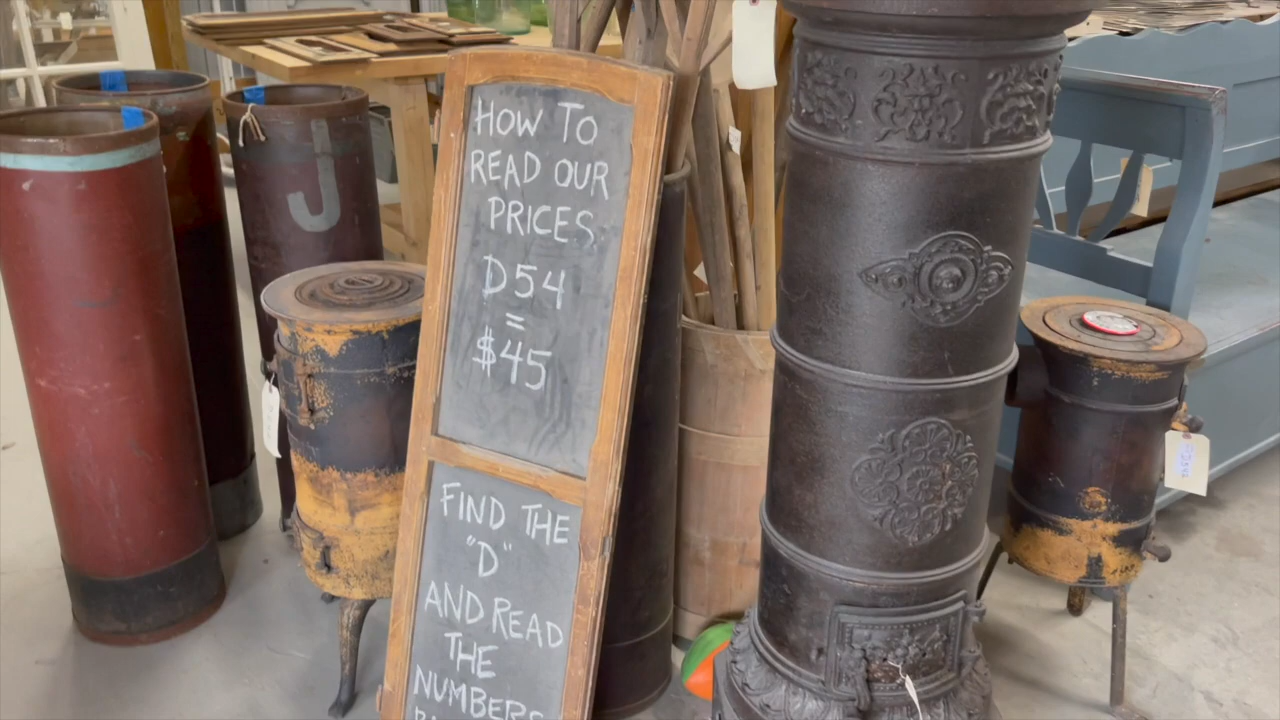 HOW TO
READ OUR
PRICES
D54
=
$45
FIND THE
"D"
AND READ
THE
NUMBERS
J